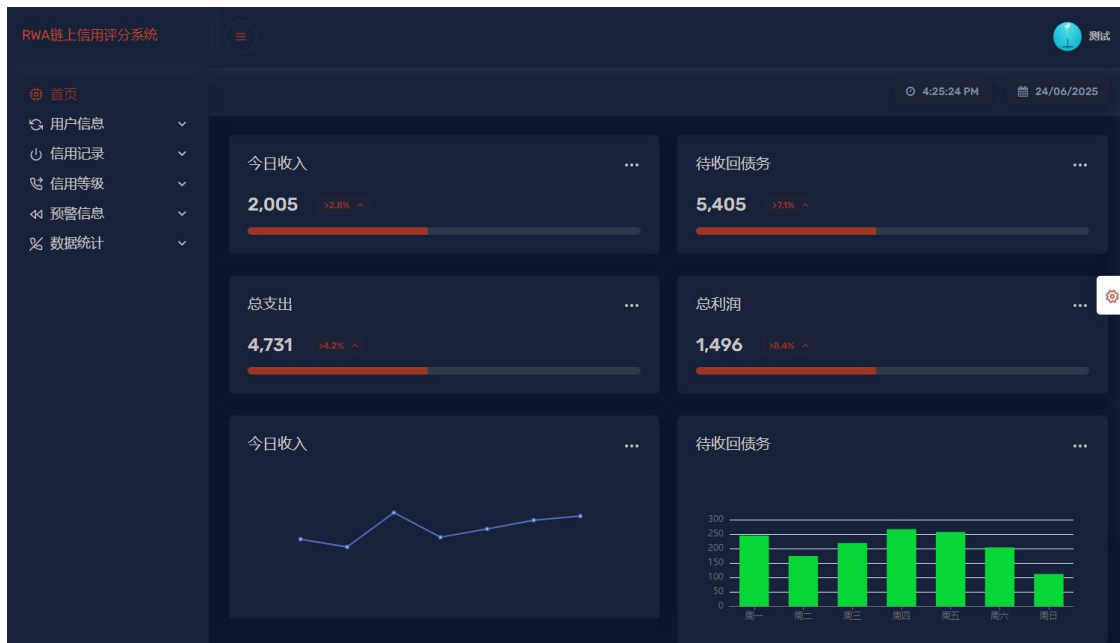 RWA链上信用评分系统
测试
首页
4:25:24 PM
24/06/2025
用户信息
信用记录
信用等级
预警信息
数据统计
今日收入
2,005 >2.8%
待收回债务
5,405 >7.1%
总支出
4,731 >4.2%
总利润
1,496 >8.4%
今日收入
待收回债务
300
250
200
150
100
50
0
周一 周二 周三 周四 周五 周六 周日